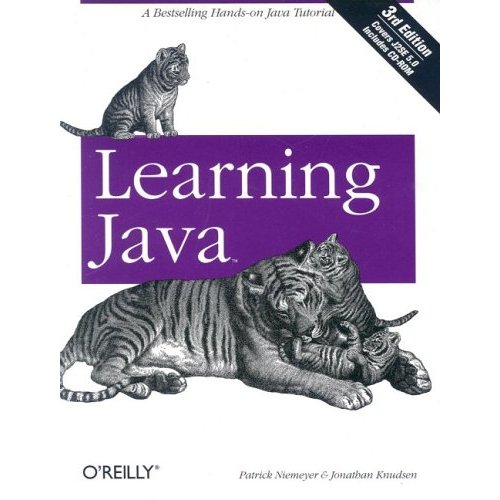 A Bestselling Hands-on Java Tutorial
3rd Edition
Covers J2SE 5.0
Includes CD-ROM
Learning
Java™
O'REILLY®
Patrick Niemeyer & Jonathan Knudsen